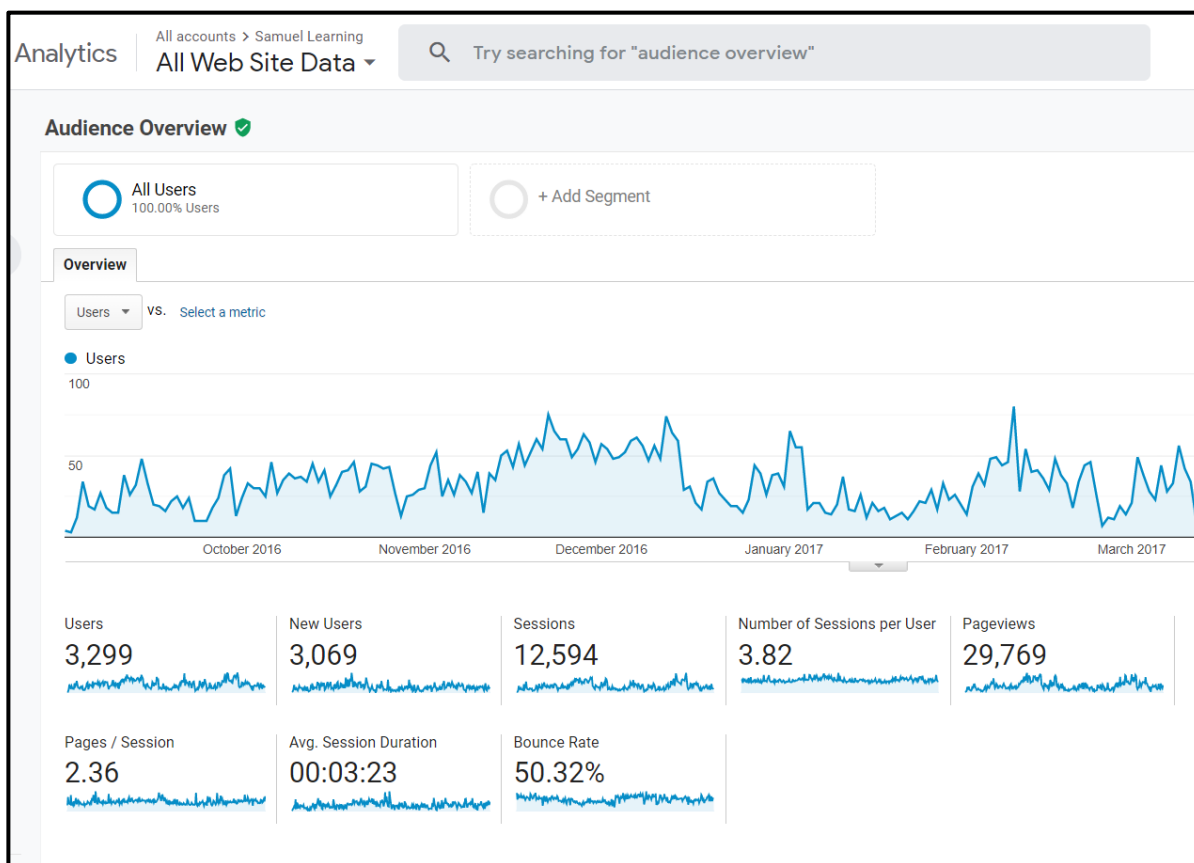 Analytics
All accounts > Samuel Learning
All Web Site Data
Try searching for "audience overview"
Audience Overview
All Users
100.00% Users
+ Add Segment
Overview
Users
VS.
Select a metric
Users
100
50
October 2016 November 2016 December 2016 January 2017 February 2017 March 2017
Users New Users Sessions Number of Sessions per User Pageviews
3,299 3,069 12,594 3.82 29,769
Pages / Session Avg. Session Duration Bounce Rate
2.36 00:03:23 50.32%